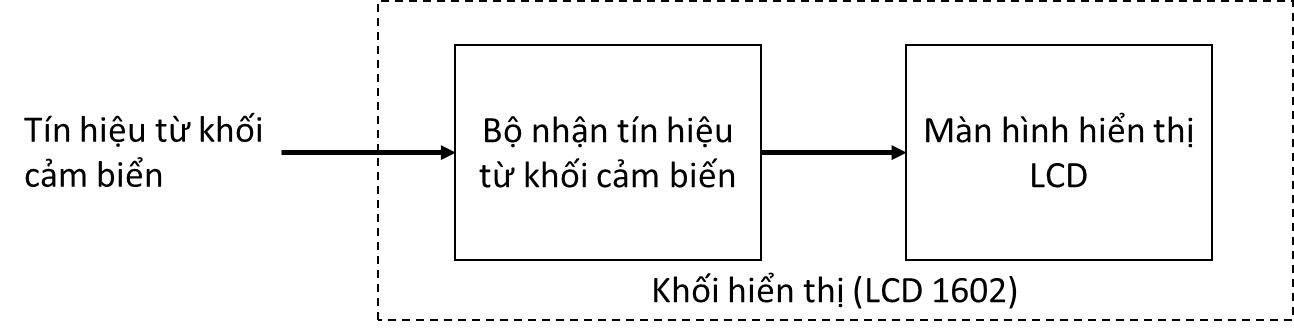 Tín hiệu từ khối
cảm biển
Bộ nhận tín hiệu
từ khối cảm biến
Màn hình hiển thị
LCD
Khối hiển thị (LCD 1602)